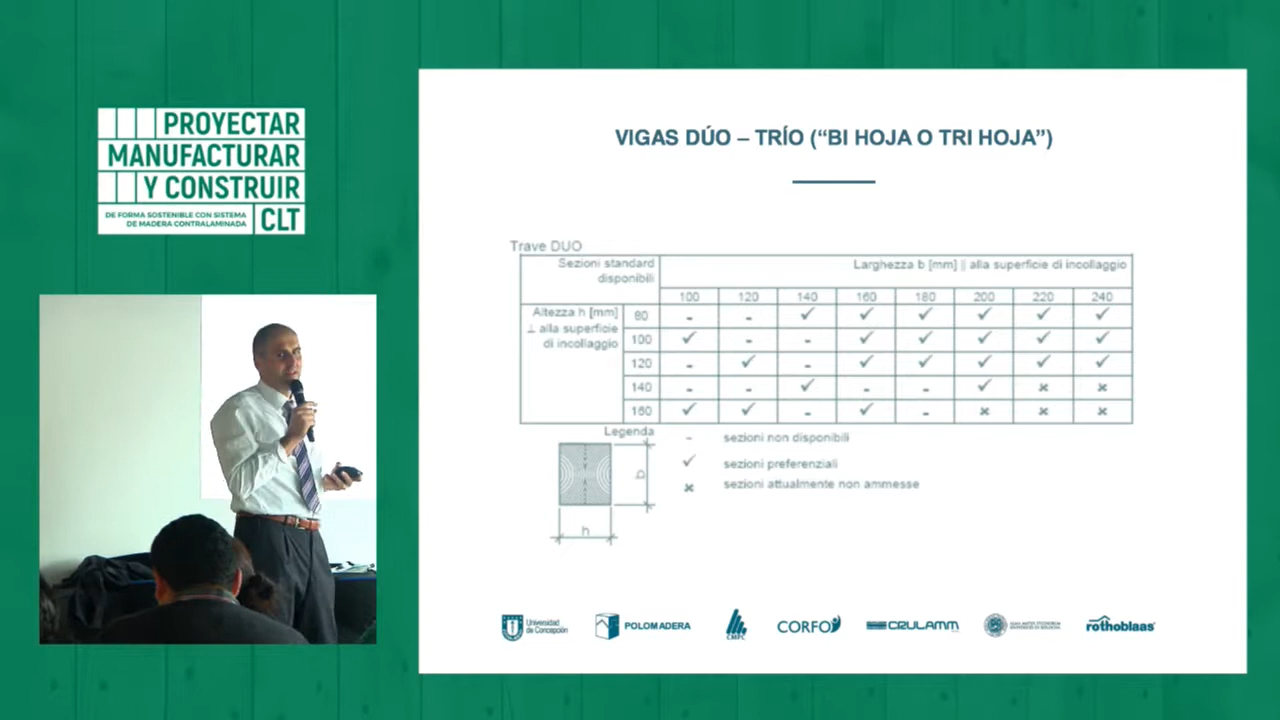 PROYECTAR
MANUFACTURAR
Y CONSTRUIR
DE FORMA SOSTENIBLE CON SISTEMA
DE MADERA CONTRALAMINADA
CLT
VIGAS DÚO – TRÍO (“BI HOJA O TRI HOJA”)
Trave DUO
Sezioni standard
disponibili
Larghezza b [mm] || alla superficie di incollaggio
100 120 140 160 180 200 220 240
Altezza h [mm]
⊥ alla superficie
di incollaggio
80 - - ✓ ✓ ✓ ✓ ✓ ✓
100 ✓ - - ✓ ✓ ✓ ✓ ✓
120 - ✓ - ✓ ✓ ✓ ✓ ✓
140 - - ✓ - - ✓ × ×
160 ✓ ✓ - ✓ - × × ×
Legenda
- sezioni non disponibili
✓ sezioni preferenziali
× sezioni attualmente non ammesse
b
h
Universidad
de Concepción
POLOMADERA
CMPC
CORFO
CRULAMM
rothoblaas